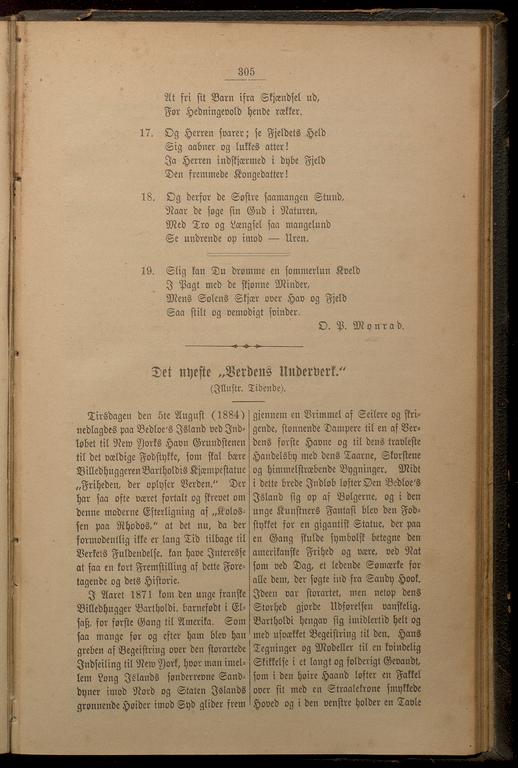 305
At fri sit Barn ifra Skjændsel ud,
For Hedningevold hende rækker.
17. Og Herren svarer; se Fjeldets Held
Sig aabner og lukkes atter!
Ja Herren indskjærmed i dybe Fjeld
Den fremmede Kongedatter!
18. Og derfor de Søstre saamangen Stund,
Naar de søge sin Gud i Naturen,
Med Tro og Længsel saa mangelund
Se undrende op imod — Uren.
19. Slig kan Du drømme en sommerlun Kveld
I Pagt med de skjønne Minder,
Mens Solens Skjær over Hav og Fjeld
Saa stilt og vemodigt svinder.
O. P. Monrad.
Det nyeste „Verdens Underverk.“
(Illustr. Tidende).
Tirsdagen den 5te August (1884)
nedlagdes paa Bedloe's Island ved Ind-
løbet til New Yorks Havn Grundstenen
til det vældige Fodstykke, som skal bære
Billedhuggeren Bartholdis Kjæmpestatue
„Friheden, der oplyser Verden.“ Der
har saa ofte været fortalt og skrevet om
denne moderne Efterligning af „Kolos-
sen paa Rhodos,“ at det nu, da der
formodentlig ikke er lang Tid tilbage til
Verkets Fuldendelse, kan have Interesse
at faa en kort Fremstilling af dette Fore-
tagende og dets Historie.
I Aaret 1871 kom den unge franske
Billedhugger Bartholdi, barnefødt i El-
saß, for første Gang til Amerika. Som
saa mange før og efter ham blev han
greben af Begeistring over den storartede
Indseiling til New York, hvor man imel-
lem Long Islands sønderrevne Sand-
dyner imod Nord og Staten Islands
grønnende Høider imod Syd glider frem
gjennem en Vrimmel af Seilere og skri-
gende, stønnende Dampere til en af Ver-
dens første Havne og til dens travleste
Handelsby med dens Taarne, Skorstene
og himmelstræbende Bygninger. Midt
i dette brede Indløb løfter Den Bedloe's
Island sig op af Bølgerne, og i den
unge Kunstners Fantasi blev den Fod-
stykket for en gigantisk Statue, der paa
en Gang skulde symbolsk betegne den
amerikanske Frihed og være, ved Nat
som ved Dag, et ledende Sømærke for
alle dem, der søgte ind fra Sandy Hook.
Ideen var storartet, men netop dens
Storhed gjorde Udførelsen vanskelig.
Bartholdi hengav sig imidlertid helt og
med usvækket Begeistring til den. Hans
Tegninger og Modeller til en kvindelig
Skikkelse i et langt og folderigt Gevandt,
som i den høire Haand løfter en Fakkel
over sit med en Straalekrone smykkede
Hoved og i den venstre holder en Tavle